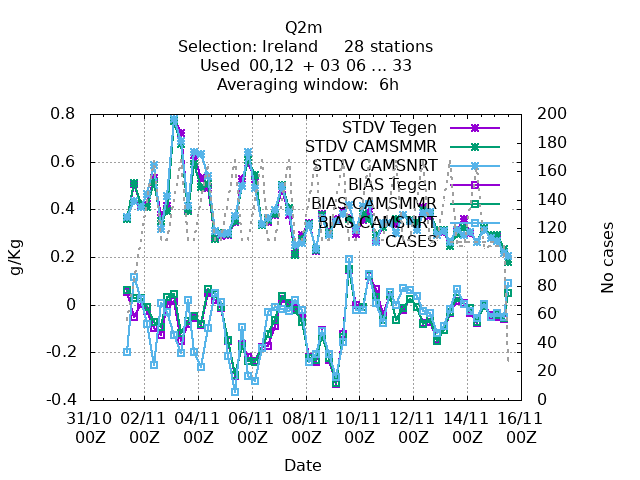 Q2m
Selection: Ireland 28 stations
Used 00,12 + 03 06 ... 33
Averaging window: 6h
0.8
0.6
0.4
0.2
0
-0.2
-0.4
g/Kg
200
180
160
140
120
100
80
60
40
20
0
No cases
STDV Tegen
STDV CAMSMMR
STDV CAMSNRT
BIAS Tegen
BIAS CAMSMMR
BIAS CAMSNRT
CASES
31/10 02/11 04/11 06/11 08/11 10/11 12/11 14/11 16/11
00Z 00Z 00Z 00Z 00Z 00Z 00Z 00Z 00Z
Date